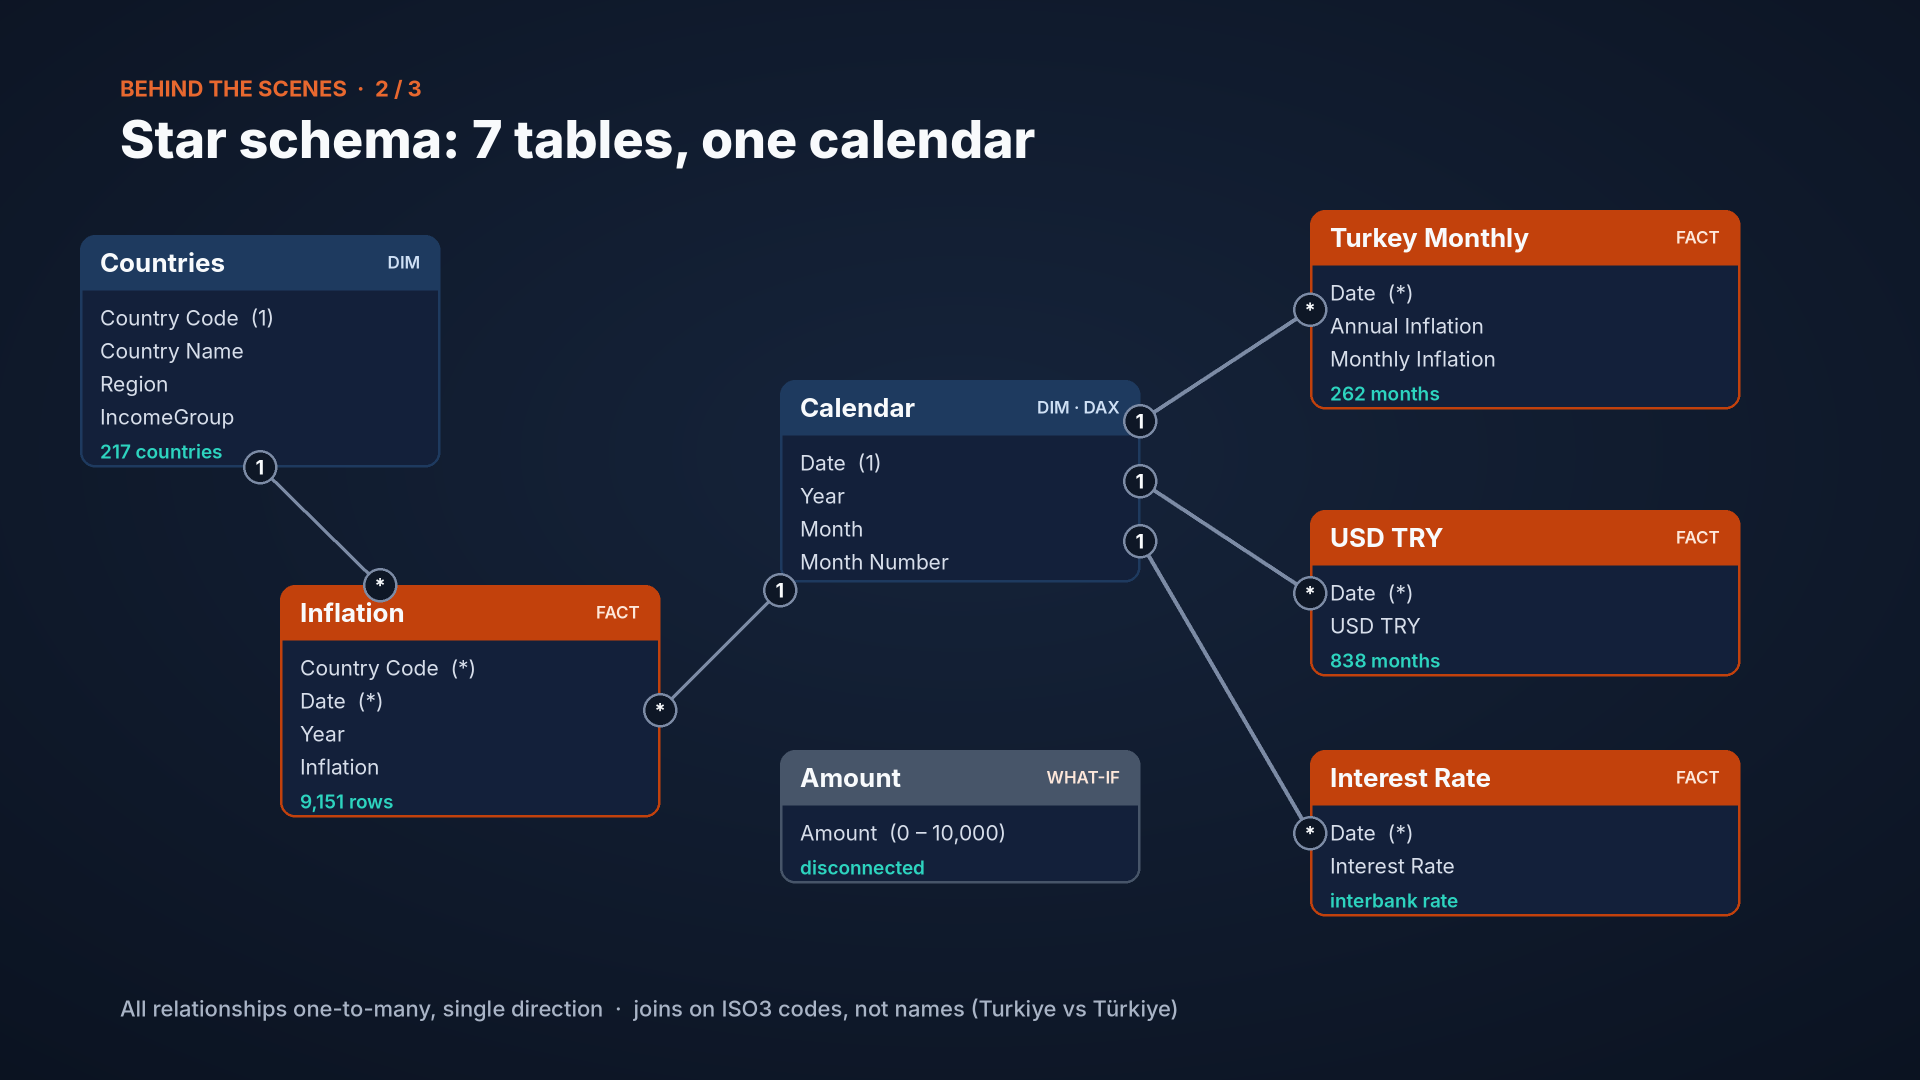 BEHIND THE SCENES · 2 / 3
Star schema: 7 tables, one calendar
Countries DIM
Country Code (1)
Country Name
Region
IncomeGroup
217 countries
1
*
Inflation FACT
Country Code (*)
Date (*)
Year
Inflation
9,151 rows
*
1
Calendar DIM · DAX
Date (1)
Year
Month
Month Number
1
1
1
Amount WHAT-IF
Amount (0 – 10,000)
disconnected
Turkey Monthly FACT
*
Date (*)
Annual Inflation
Monthly Inflation
262 months
USD TRY FACT
*
Date (*)
USD TRY
838 months
Interest Rate FACT
*
Date (*)
Interest Rate
interbank rate
All relationships one-to-many, single direction · joins on ISO3 codes, not names (Turkiye vs Türkiye)